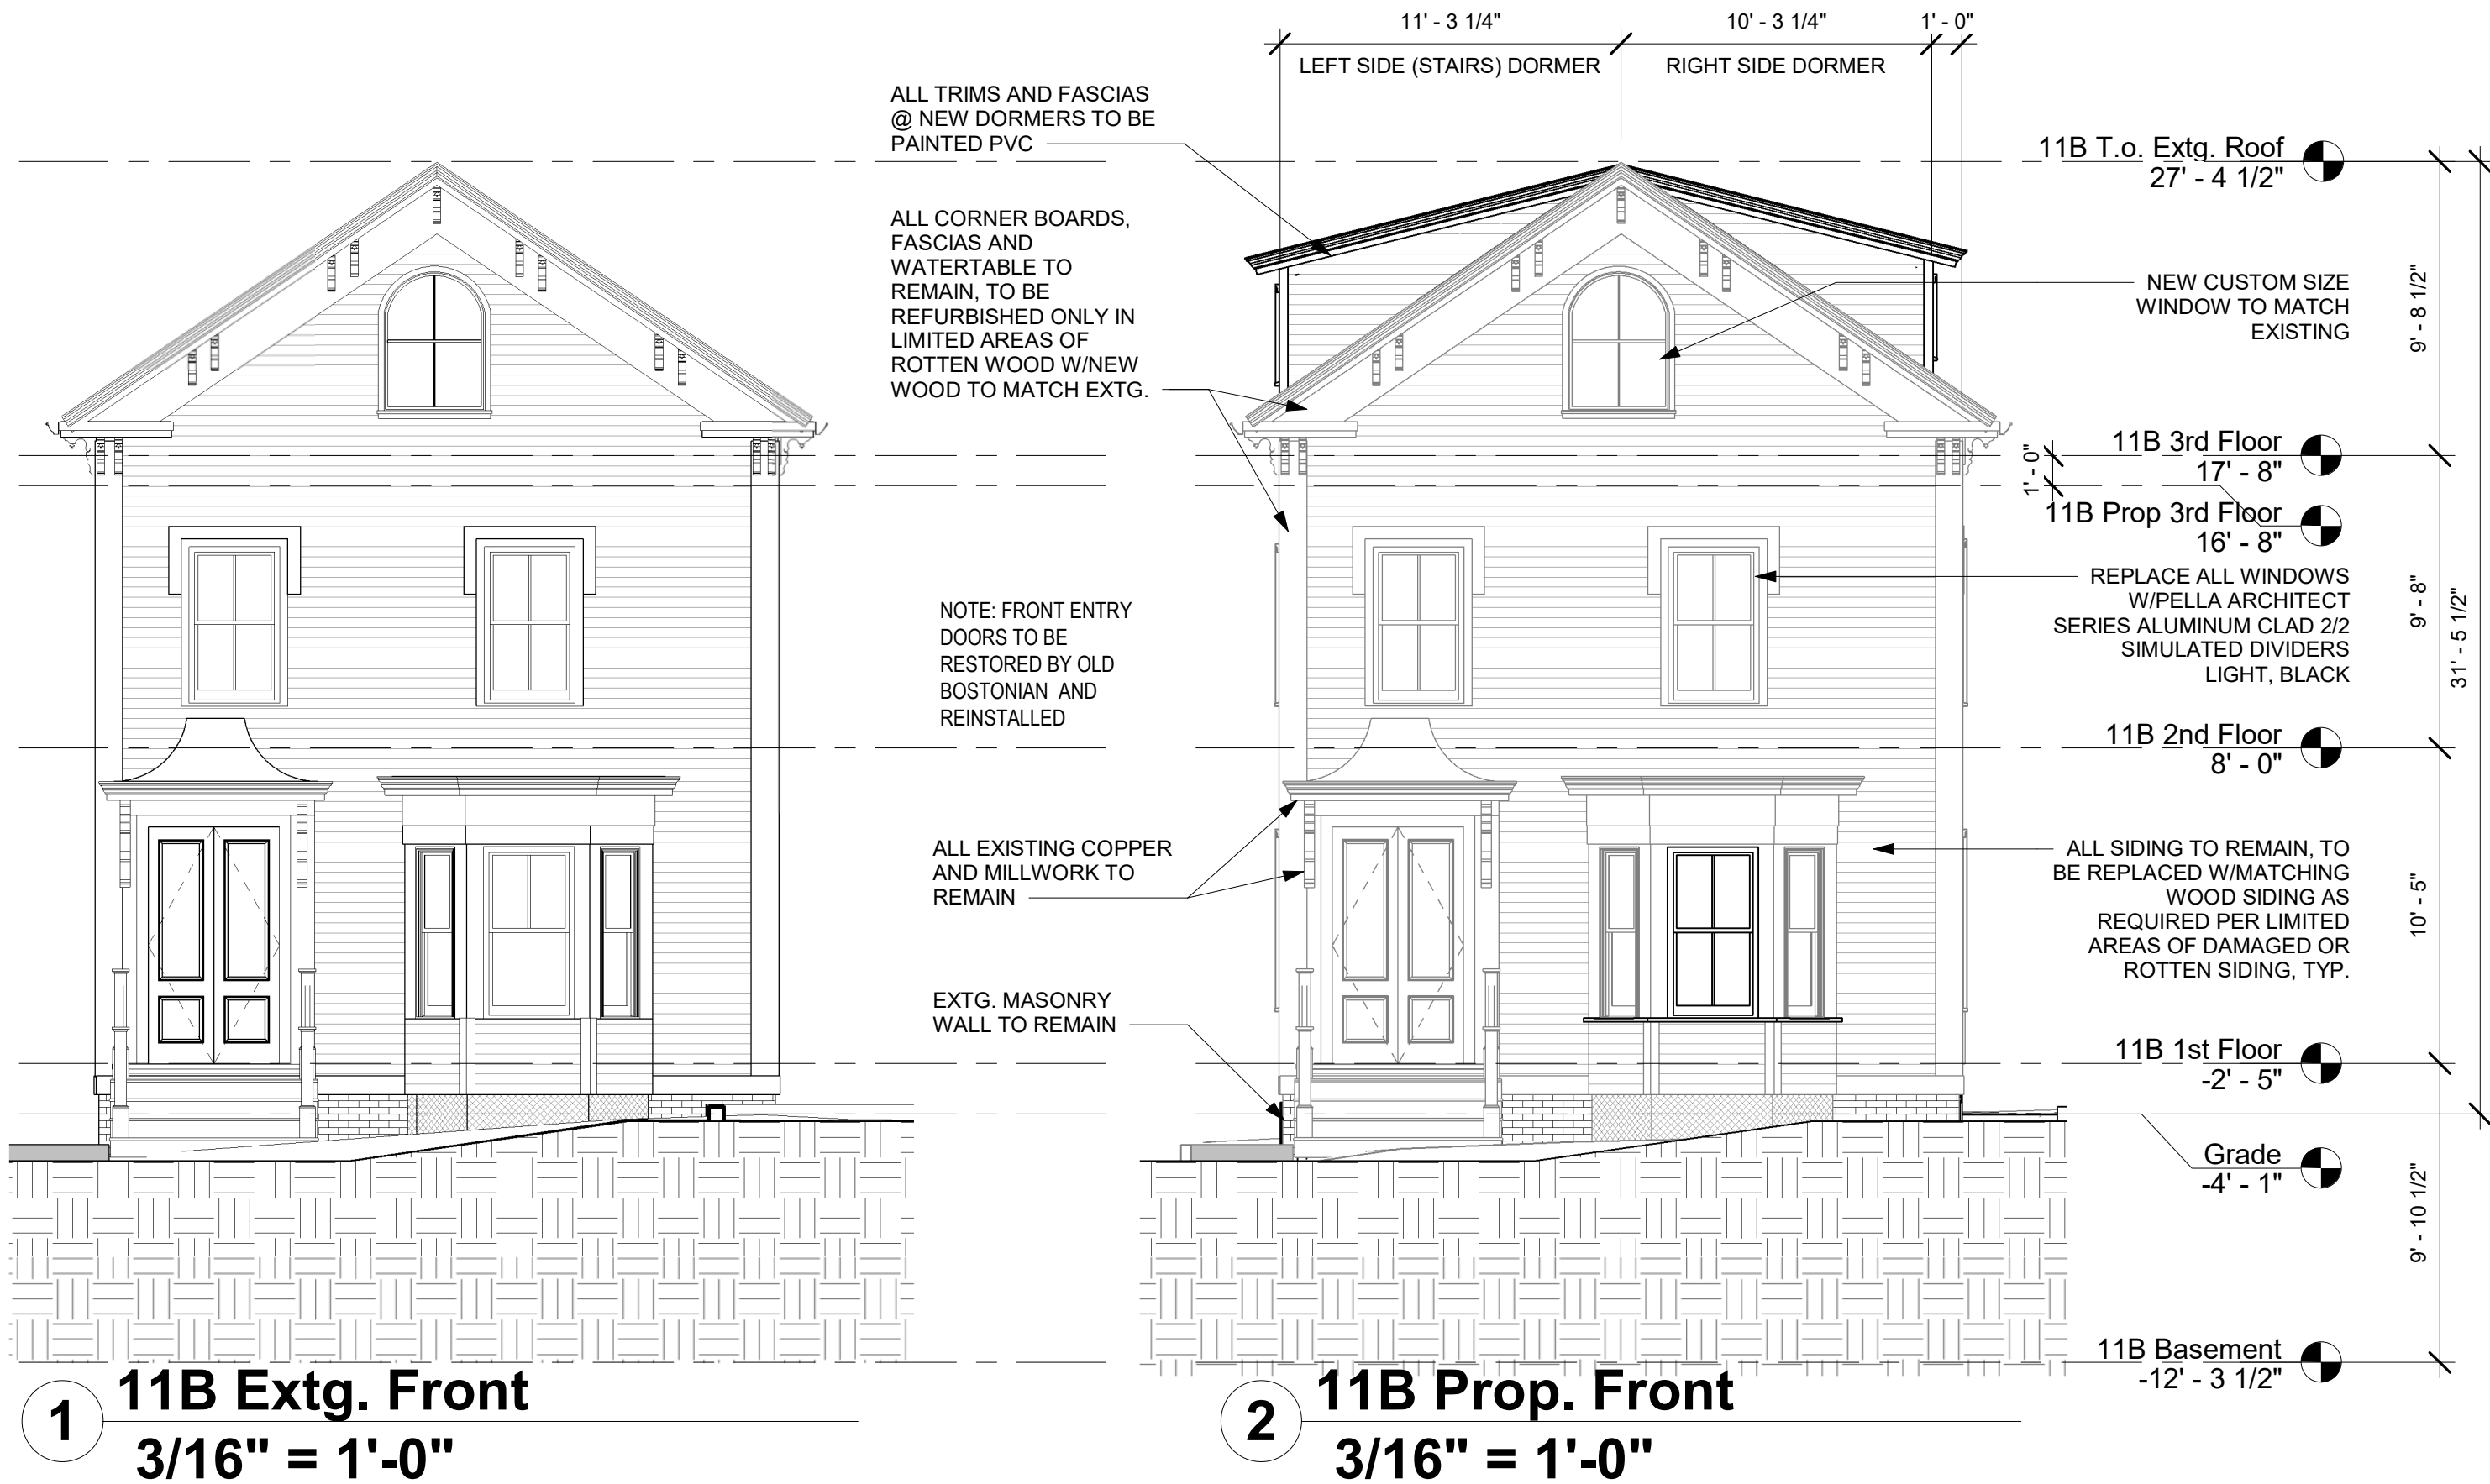 11' - 3 1/4"
10' - 3 1/4"
1' - 0"
LEFT SIDE (STAIRS) DORMER
RIGHT SIDE DORMER
ALL TRIMS AND FASCIAS
@ NEW DORMERS TO BE
PAINTED PVC
ALL CORNER BOARDS,
FASCIAS AND
WATERTABLE TO
REMAIN, TO BE
REFURBISHED ONLY IN
LIMITED AREAS OF
ROTTEN WOOD W/NEW
WOOD TO MATCH EXTG.
NOTE: FRONT ENTRY
DOORS TO BE
RESTORED BY OLD
BOSTONIAN AND
REINSTALLED
ALL EXISTING COPPER
AND MILLWORK TO
REMAIN
EXTG. MASONRY
WALL TO REMAIN
11B T.o. Extg. Roof
27' - 4 1/2"
NEW CUSTOM SIZE
WINDOW TO MATCH
EXISTING
11B 3rd Floor
17' - 8"
1' - 0"
11B Prop 3rd Floor
16' - 8"
REPLACE ALL WINDOWS
W/PELLA ARCHITECT
SERIES ALUMINUM CLAD 2/2
SIMULATED DIVIDERS
LIGHT, BLACK
11B 2nd Floor
8' - 0"
ALL SIDING TO REMAIN, TO
BE REPLACED W/MATCHING
WOOD SIDING AS
REQUIRED PER LIMITED
AREAS OF DAMAGED OR
ROTTEN SIDING, TYP.
11B 1st Floor
-2' - 5"
Grade
-4' - 1"
11B Basement
-12' - 3 1/2"
9' - 8 1/2"
9' - 8"
31' - 5 1/2"
10' - 5"
9' - 10 1/2"
1
11B Extg. Front
3/16" = 1'-0"
2
11B Prop. Front
3/16" = 1'-0"